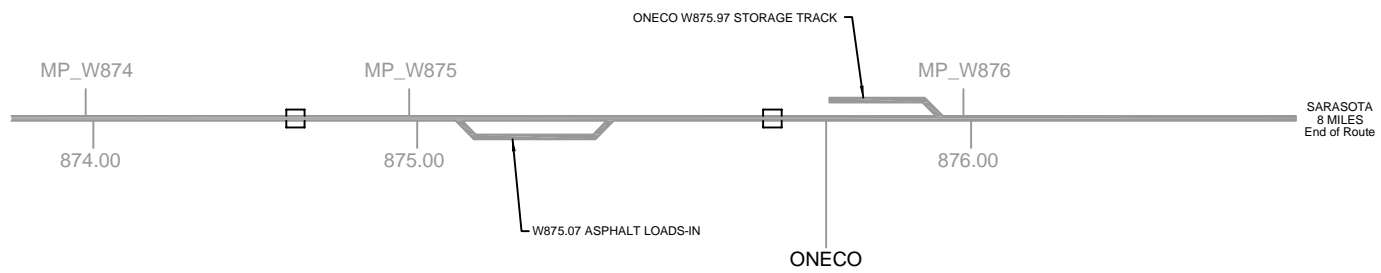 ONECO W875.97 STORAGE TRACK
MP_W874
MP_W875
MP_W876
SARASOTA
8 MILES
End of Route
874.00
875.00
876.00
W875.07 ASPHALT LOADS-IN
ONECO